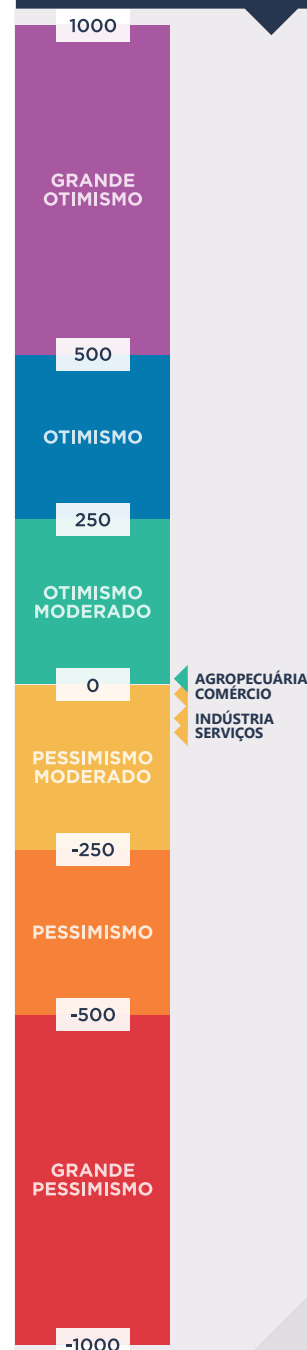 1000
GRANDE
OTIMISMO
500
OTIMISMO
250
OTIMISMO
MODERADO
0
AGROPECUÁRIA
COMÉRCIO
INDÚSTRIA
SERVIÇOS
PESSIMISMO
MODERADO
-250
PESSIMISMO
-500
GRANDE
PESSIMISMO
-1000